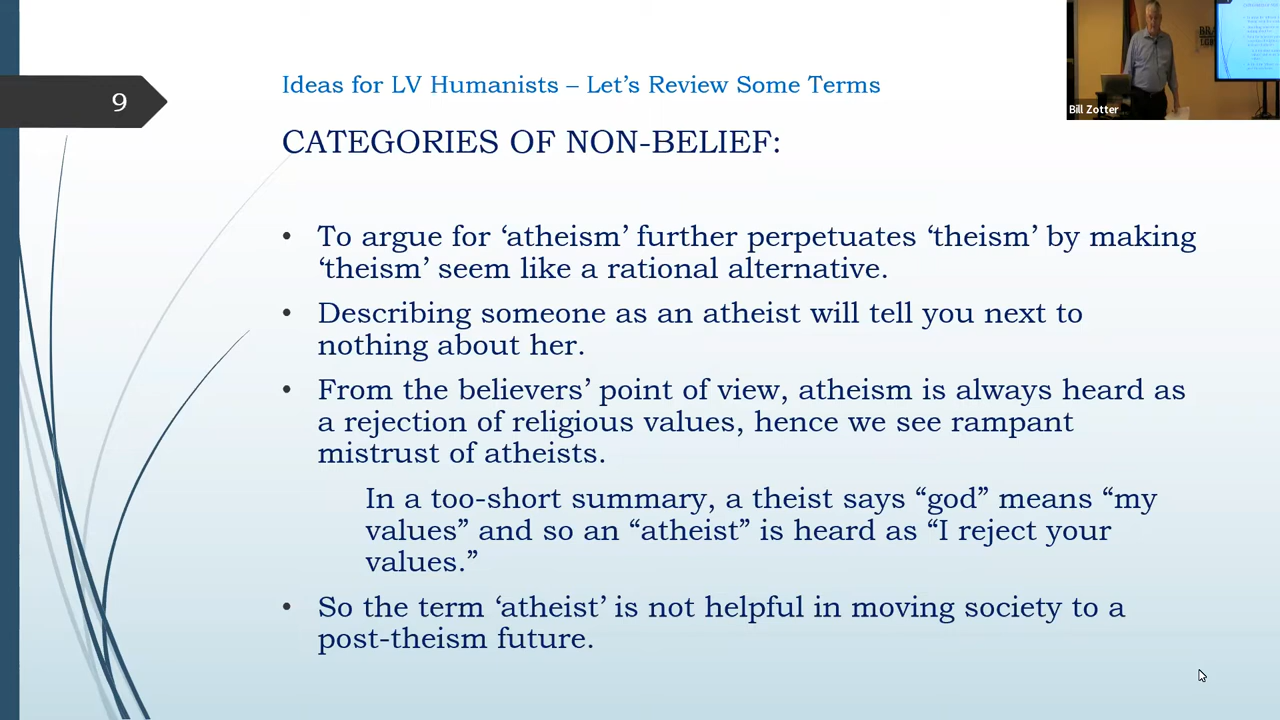 9
Ideas for LV Humanists – Let’s Review Some Terms
CATEGORIES OF NON-BELIEF:
• To argue for ‘atheism’ further perpetuates ‘theism’ by making
‘theism’ seem like a rational alternative.
• Describing someone as an atheist will tell you next to
nothing about her.
• From the believers’ point of view, atheism is always heard as
a rejection of religious values, hence we see rampant
mistrust of atheists.
In a too-short summary, a theist says “god” means “my
values” and so an “atheist” is heard as “I reject your
values.”
• So the term ‘atheist’ is not helpful in moving society to a
post-theism future.
Bill Zotter